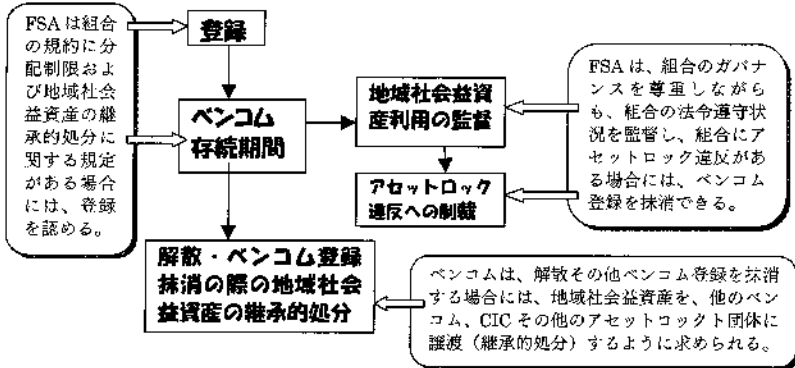 FSAは組合
の規約に分
配制限およ
び地域社会
益資産の継
承的処分に
関する規定
がある場合
には、登録
を認める。
登録
ベンコム
存続期間
地域社会益資
産利用の監督
アセットロック
違反への制裁
FSAは、組合のガバナ
ンスを尊重しながら
も、組合の法令遵守状
況を監督し、組合にア
セットロック違反があ
る場合には、ベンコム
登録を抹消できる。
解散・ベンコム登録
抹消の際の地域社会
益資産の継承的処分
ベンコムは、解散その他ベンコム登録を抹消
する場合には、地域社会益資産を、他のベン
コム、CICその他のアセットコックト団体に
譲渡（継承的処分）するように求められる。